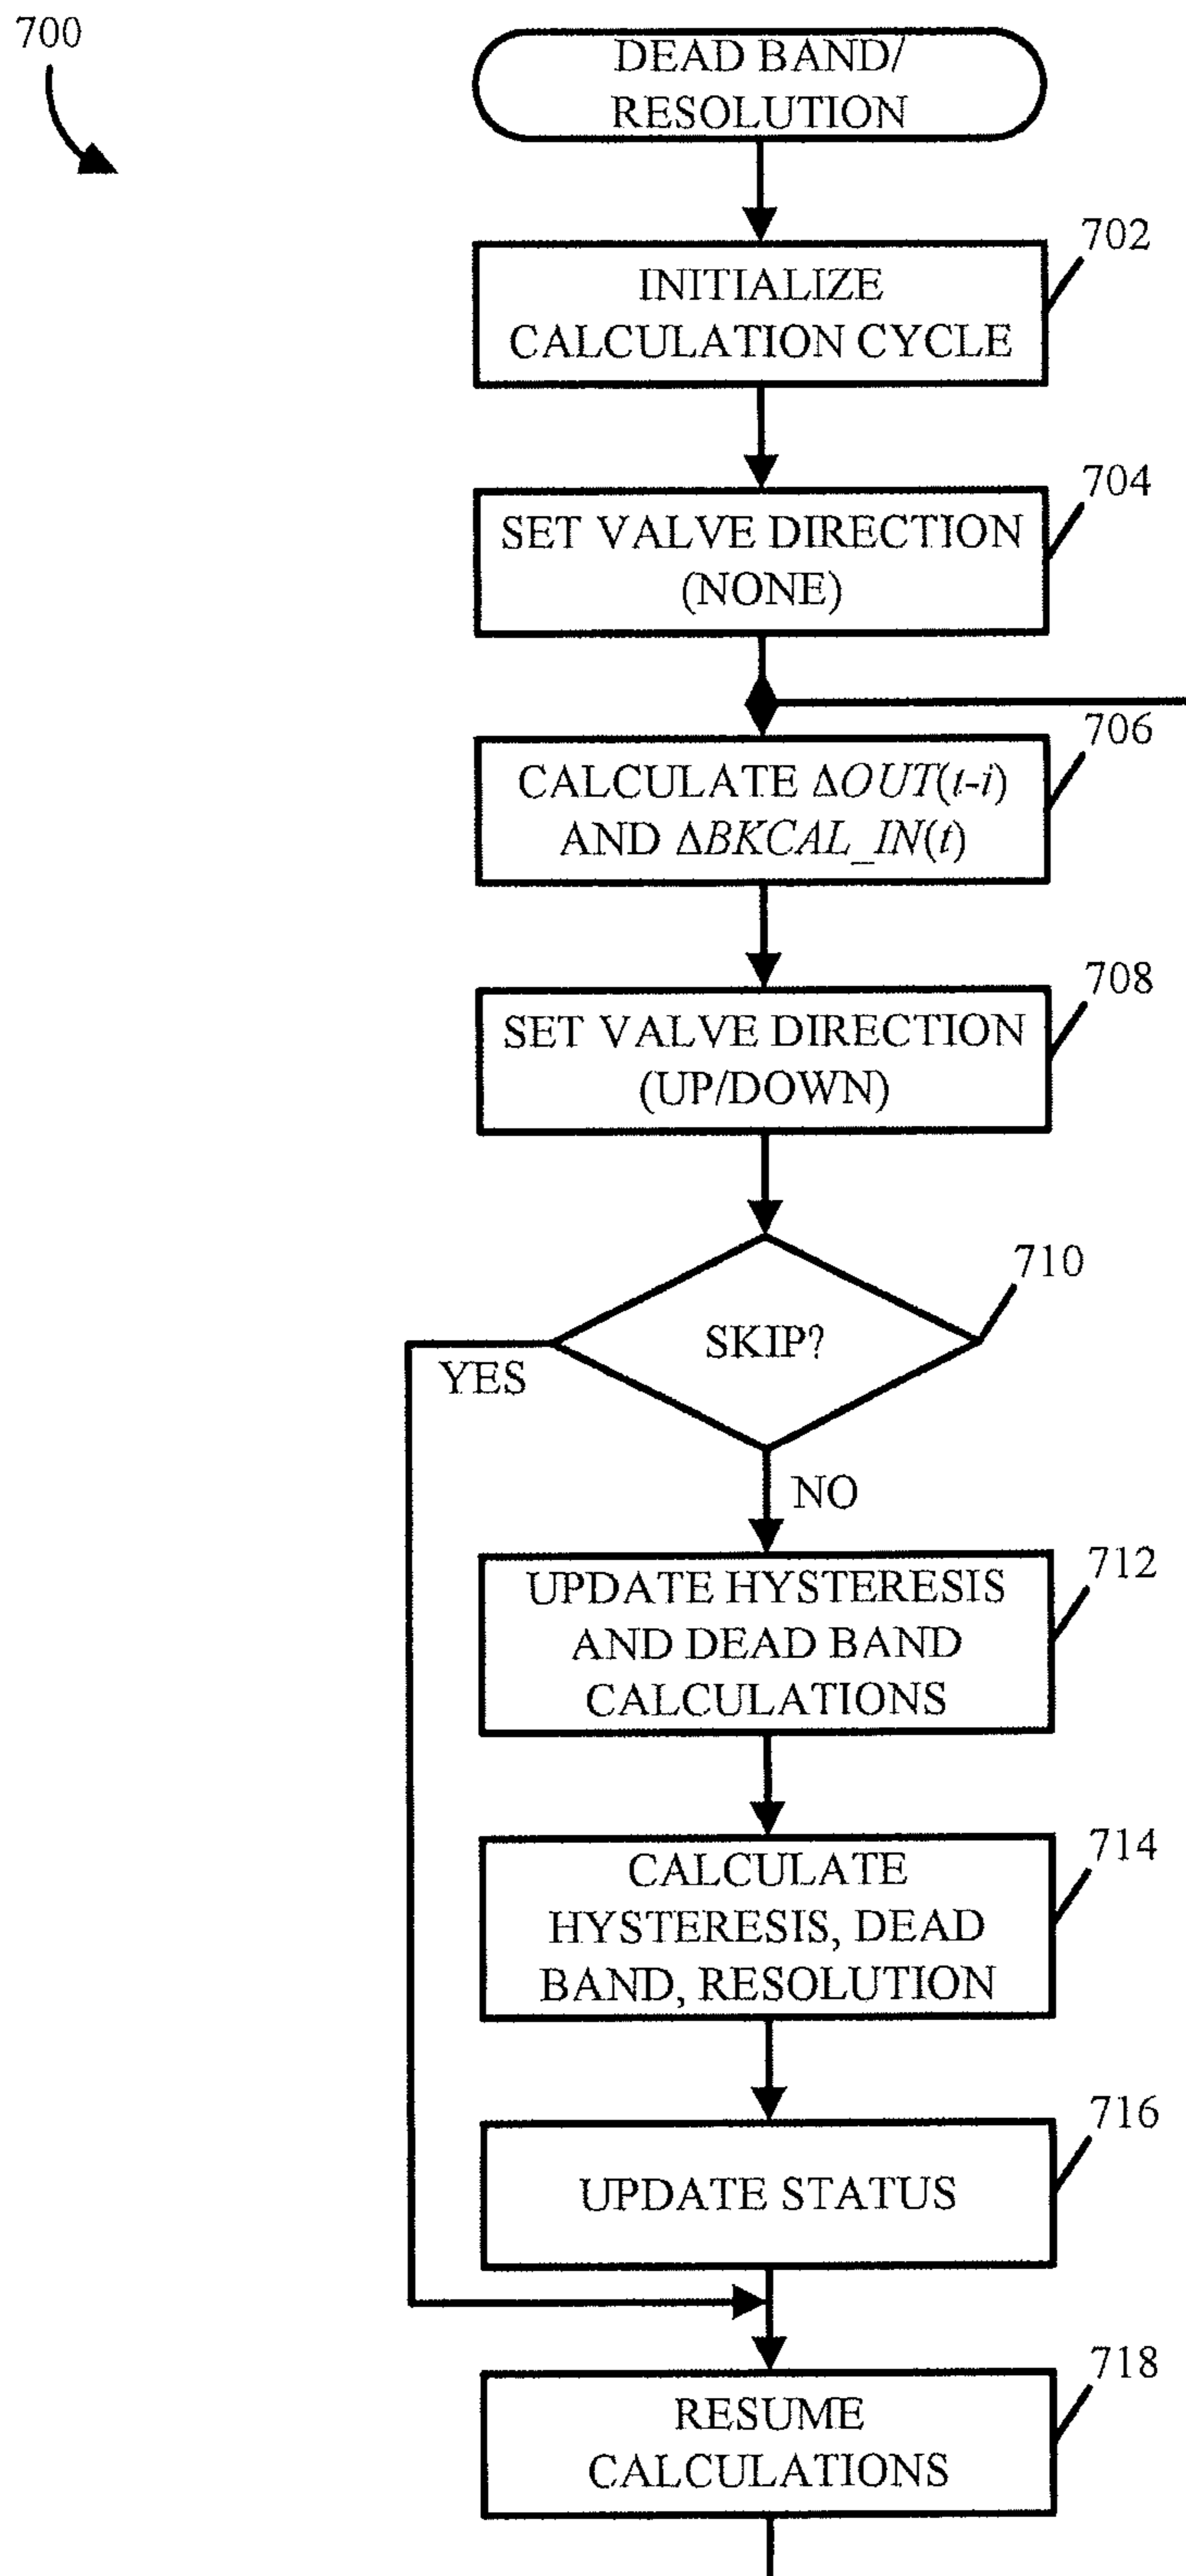 700
DEAD BAND/
RESOLUTION
702
INITIALIZE
CALCULATION CYCLE
704
SET VALVE DIRECTION
(NONE)
706
CALCULATE ΔOUT(t-i)
AND ΔBKCAL_IN(t)
708
SET VALVE DIRECTION
(UP/DOWN)
710
SKIP?
YES
NO
712
UPDATE HYSTERESIS
AND DEAD BAND
CALCULATIONS
714
CALCULATE
HYSTERESIS, DEAD
BAND, RESOLUTION
716
UPDATE STATUS
718
RESUME
CALCULATIONS